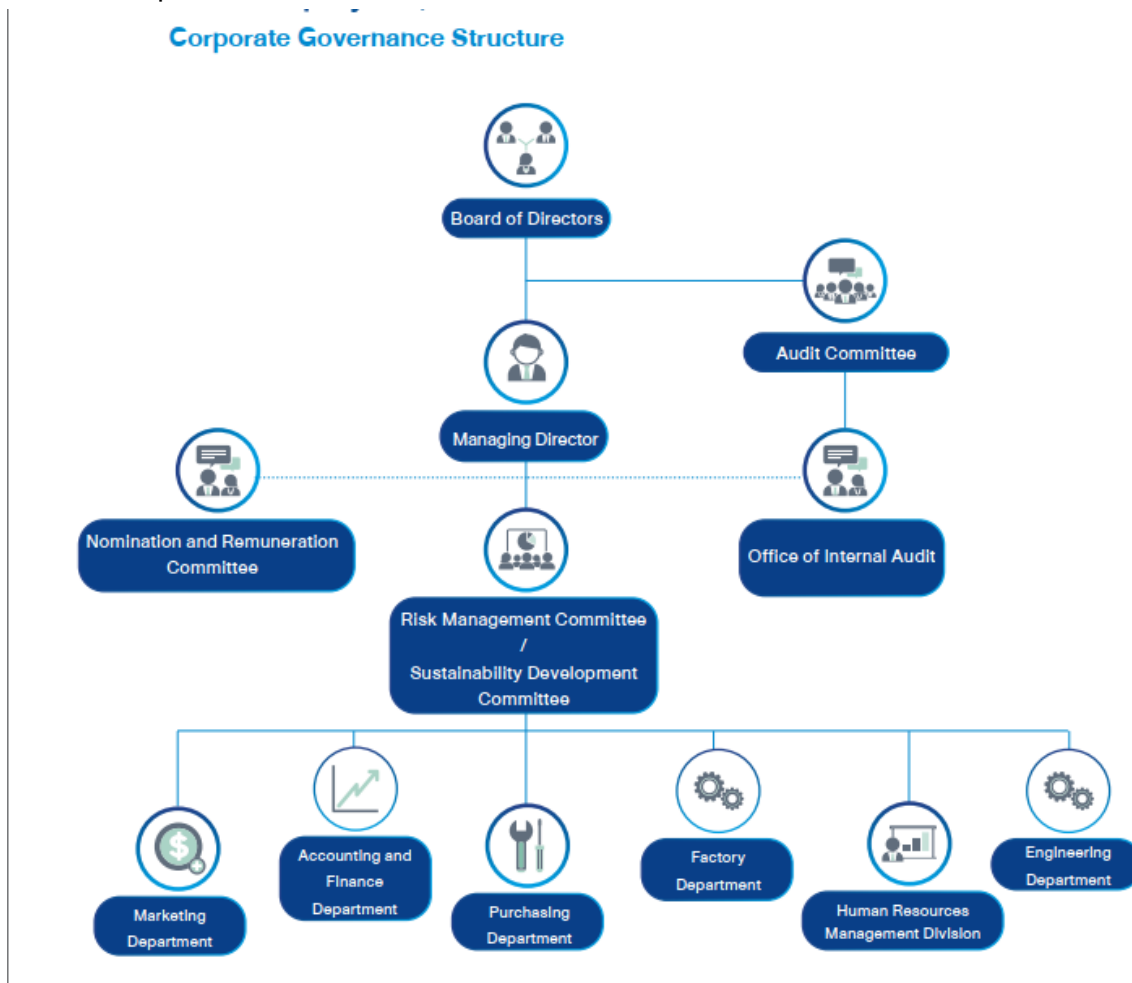 Corporate Governance Structure
Board of Directors
Audit Committee
Managing Director
Nomination and Remuneration
Committee
Office of Internal Audit
Risk Management Committee
/
Sustainability Development
Committee
Marketing
Department
Accounting and
Finance
Department
Purchasing
Department
Factory
Department
Human Resources
Management Division
Engineering
Department